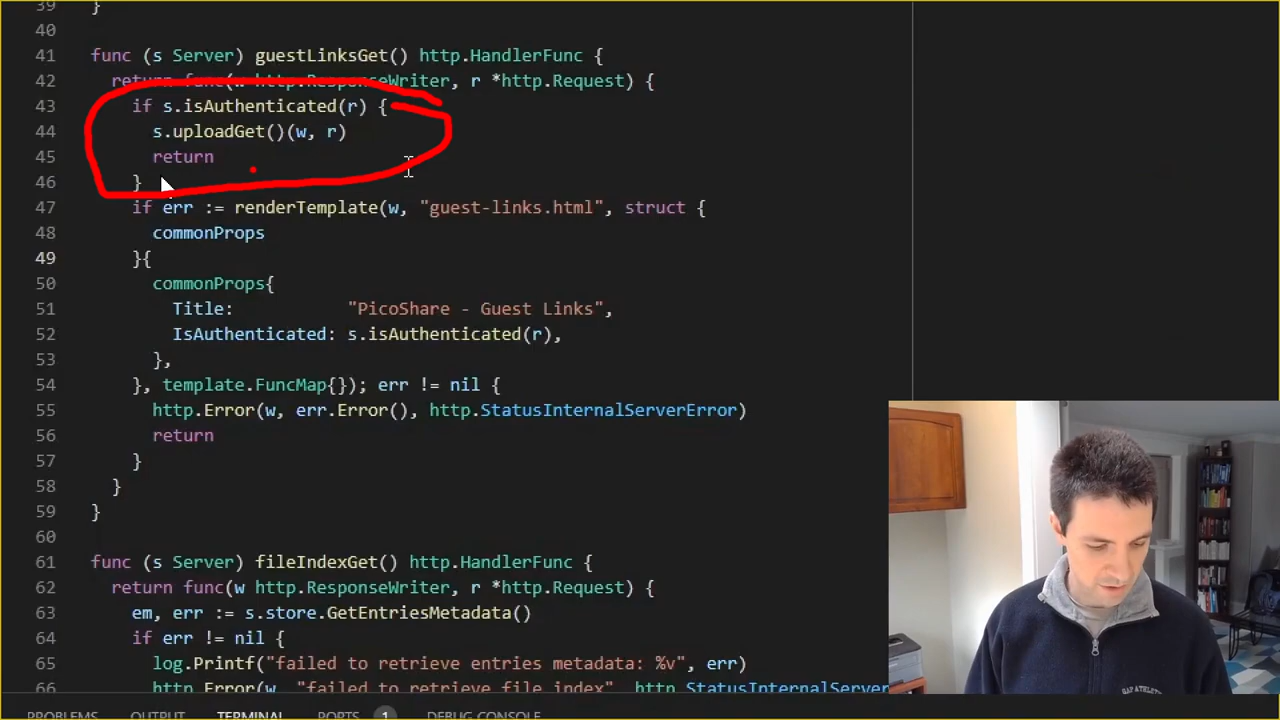 39 }
40
41 func (s Server) guestLinksGet() http.HandlerFunc {
42 return func(w http.ResponseWriter, r *http.Request) {
43 if s.isAuthenticated(r) {
44 s.uploadGet()(w, r)
45 return
46 }
47 if err := renderTemplate(w, "guest-links.html", struct {
48 commonProps
49 }{
50 commonProps{
51 Title: "PicoShare - Guest Links",
52 IsAuthenticated: s.isAuthenticated(r),
53 },
54 }, template.FuncMap{}); err != nil {
55 http.Error(w, err.Error(), http.StatusInternalServerError)
56 return
57 }
58 }
59 }
60
61 func (s Server) fileIndexGet() http.HandlerFunc {
62 return func(w http.ResponseWriter, r *http.Request) {
63 em, err := s.store.GetEntriesMetadata()
64 if err != nil {
65 log.Printf("failed to retrieve entries metadata: %v", err)
66 http.Error(w, "failed to retrieve file index", http.StatusInternalServerE
PROBLEMS OUTPUT TERMINAL PORTS 1 DEBUG CONSOLE